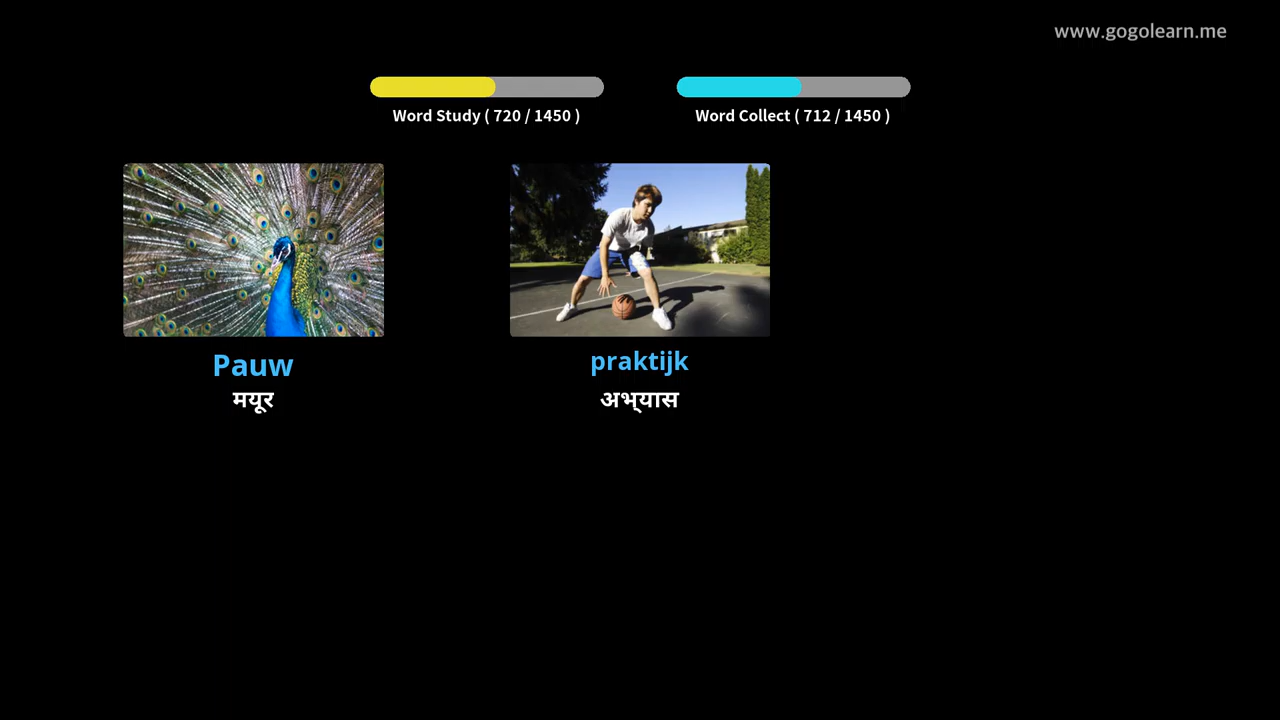 www.gogolearn.me
Word Study ( 720 / 1450 )
Word Collect ( 712 / 1450 )
Pauw
मयूर
praktijk
अभ्यास